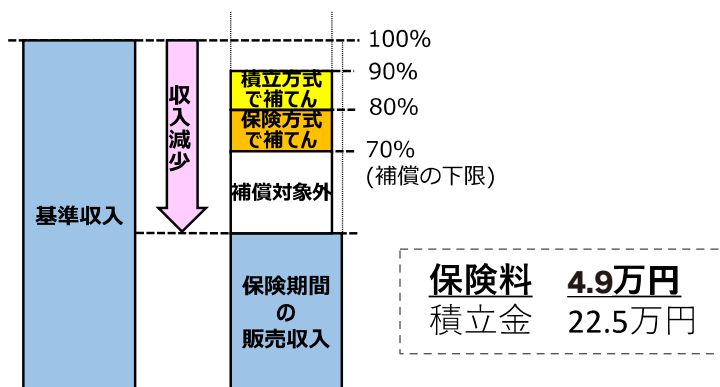 100%
90%
積立方式
で補てん
80%
保険方式
で補てん
70%
(補償の下限)
収入減少
補償対象外
基準収入
保険期間
の
販売収入
保険料 4.9万円
積立金 22.5万円